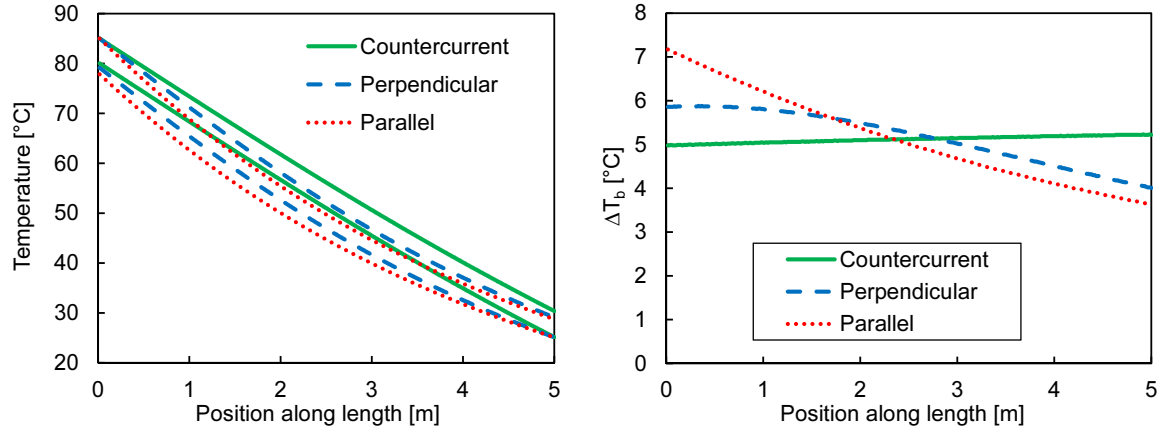 90
80
70
60
50
40
30
20
Temperature [°C]
Countercurrent
Perpendicular
Parallel
0 1 2 3 4 5
Position along length [m]
8
7
6
5
4
3
2
1
0
ΔT_b [°C]
Countercurrent
Perpendicular
Parallel
0 1 2 3 4 5
Position along length [m]